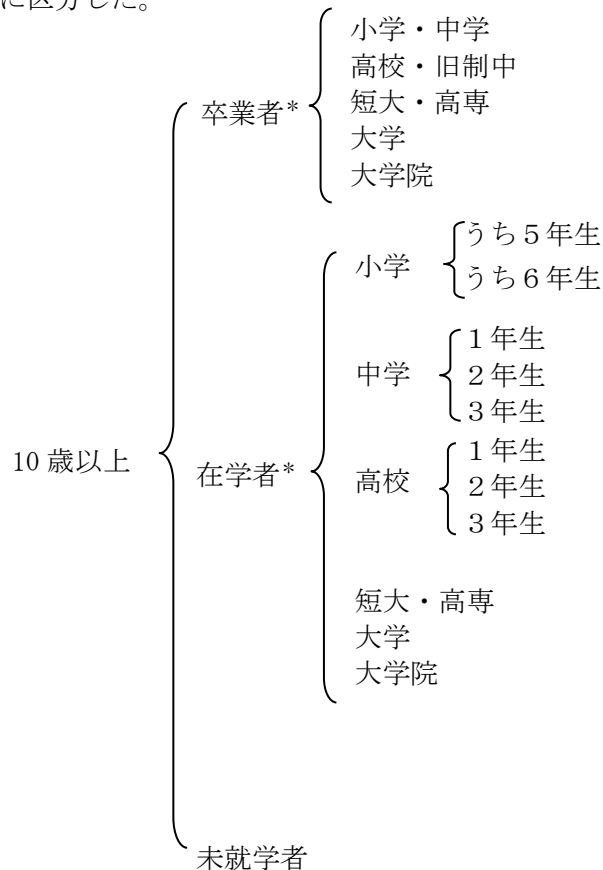 に区分した。
卒業者*
小学・中学
高校・旧制中
短大・高専
大学
大学院
10 歳以上
在学者*
小学
うち５年生
うち６年生
中学
１年生
２年生
３年生
高校
１年生
２年生
３年生
短大・高専
大学
大学院
未就学者